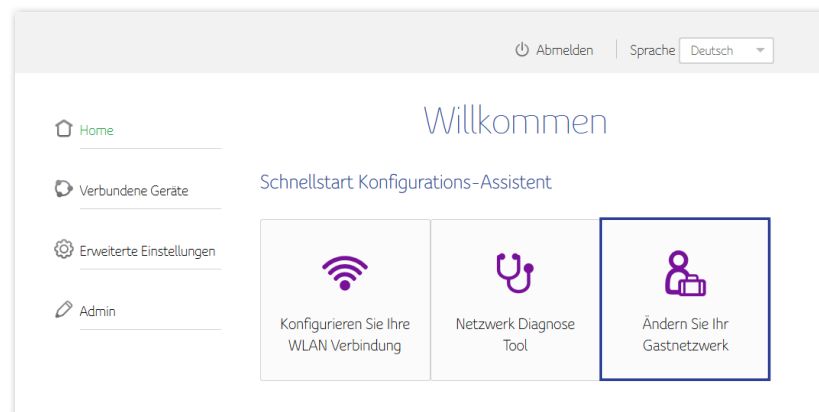 Abmelden
Sprache
Deutsch
Home
Verbundene Geräte
Erweiterte Einstellungen
Admin
Willkommen
Schnellstart Konfigurations-Assistent
Konfigurieren Sie Ihre
WLAN Verbindung
Netzwerk Diagnose
Tool
Ändern Sie Ihr
Gastnetzwerk